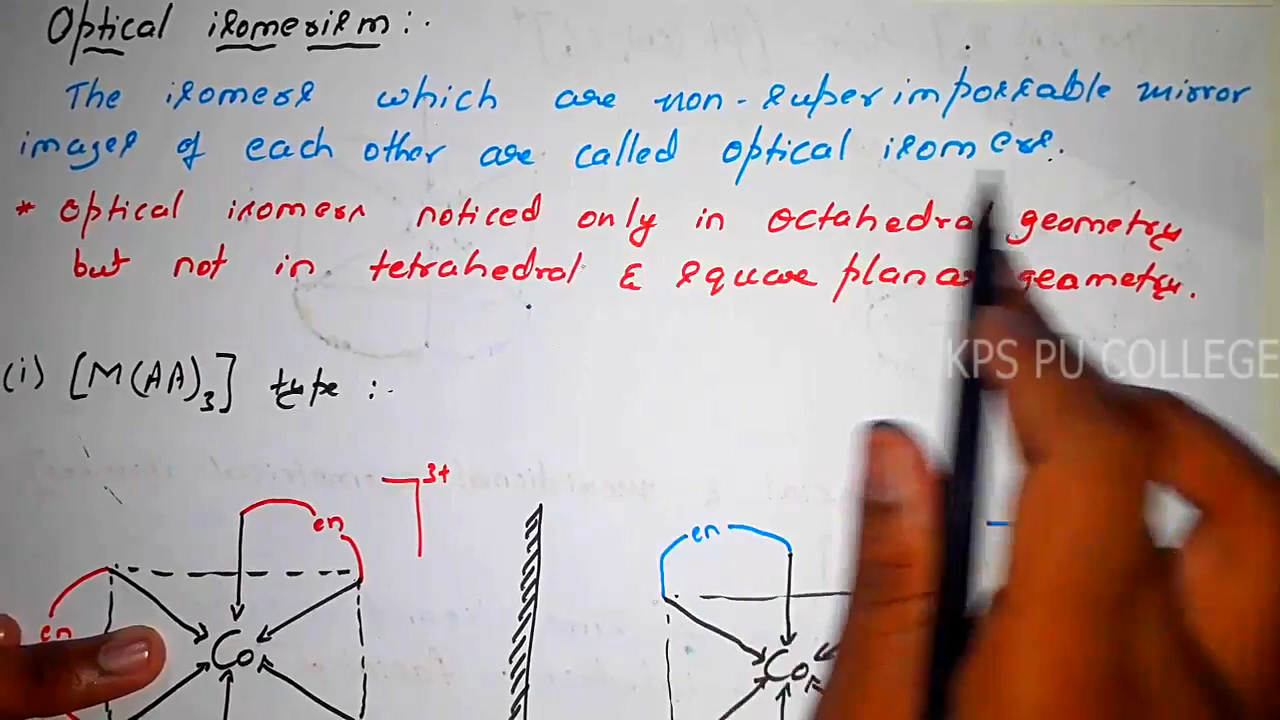 Optical isomerism:-
The isomers which are non-superimposable mirror
images of each other are called optical isomers.
* Optical isomers noticed only in octahedral geometry
but not in tetrahedral & square planar geometry.
KPS PU COLLEGE
(i) [M(AA)3] type :-
3+
en
en
en
Co
Co